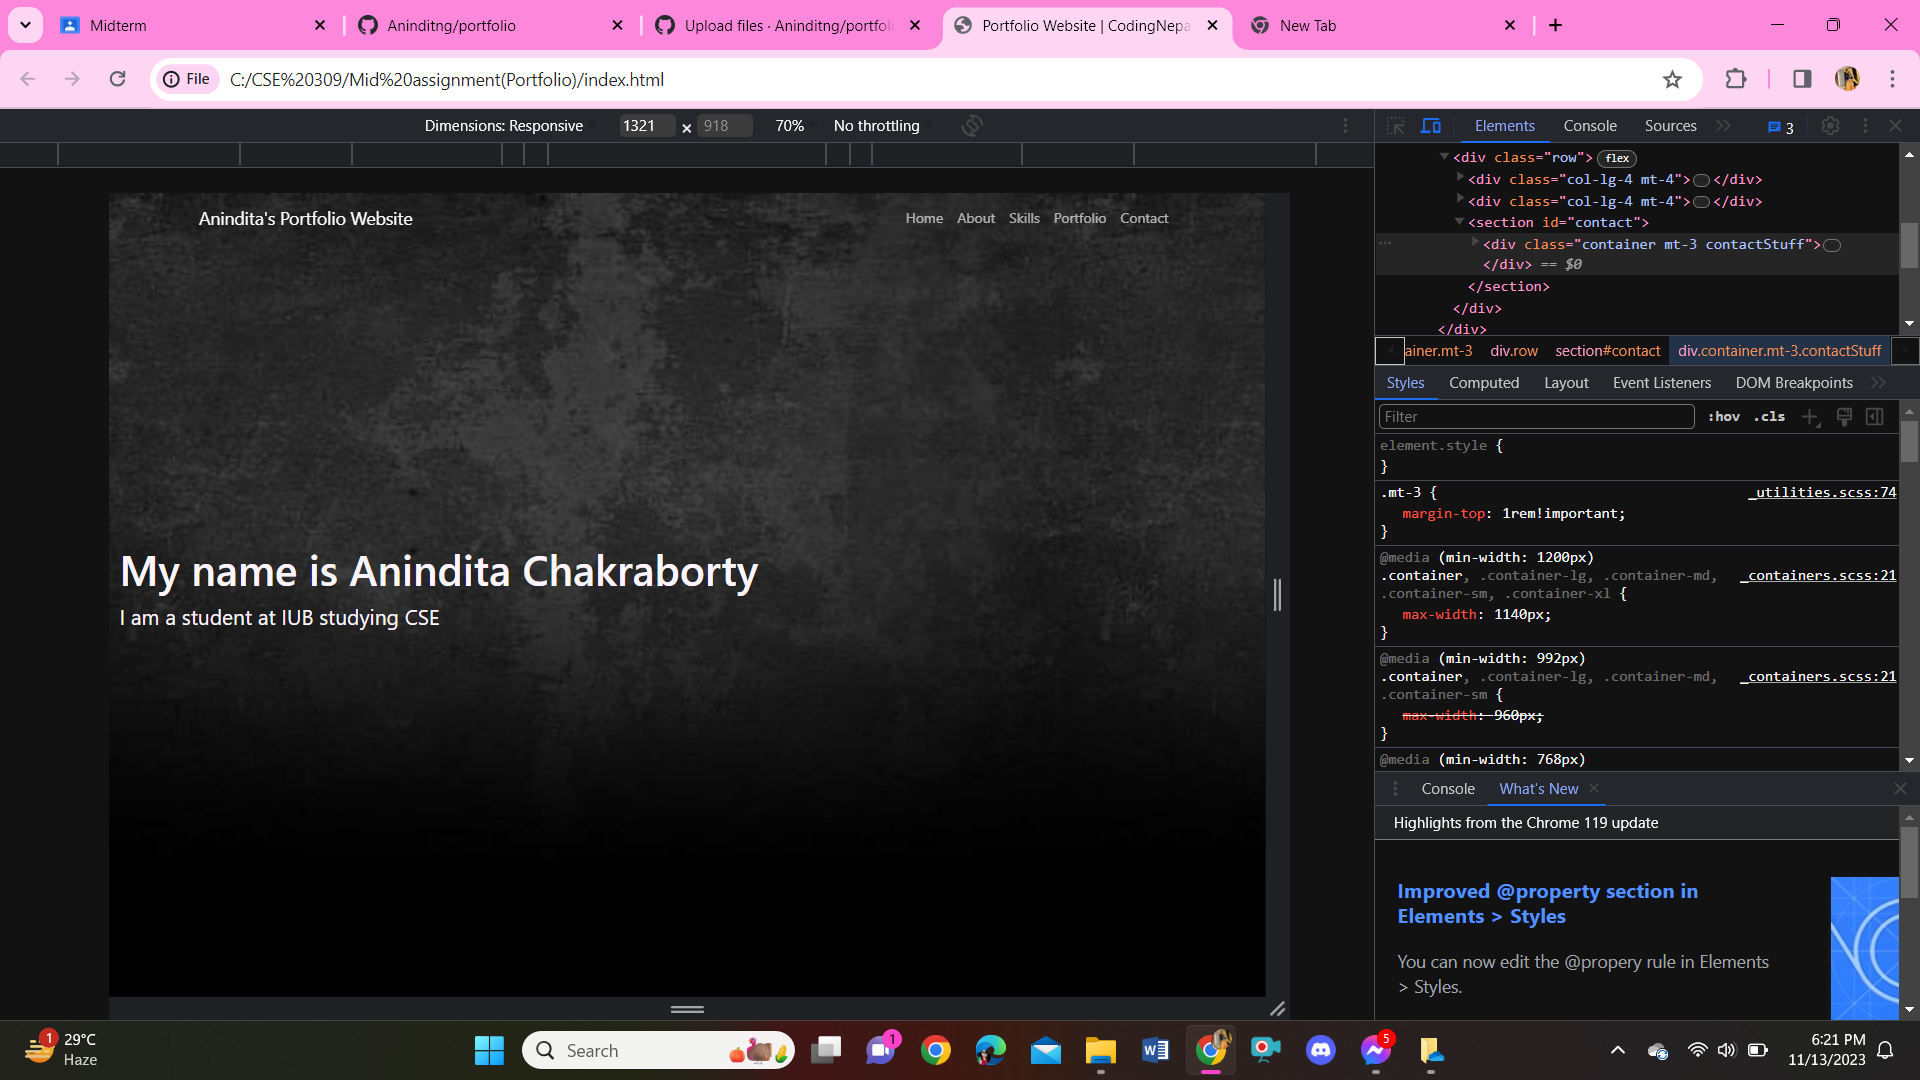 Midterm
Aninditng/portfolio
Upload files · Aninditng/portfoli
Portfolio Website | CodingNepa
New Tab
File
C:/CSE%20309/Mid%20assignment(Portfolio)/index.html
Dimensions: Responsive
1321 × 918
70%
No throttling
Elements
Console
Sources
3
Anindita's Portfolio Website
Home
About
Skills
Portfolio
Contact
My name is Anindita Chakraborty
I am a student at IUB studying CSE
<div class="row"> flex
<div class="col-lg-4 mt-4"></div>
<div class="col-lg-4 mt-4"></div>
<section id="contact">
<div class="container mt-3 contactStuff">
</div> == $0
</section>
</div>
</div>
ainer.mt-3
div.row
section#contact
div.container.mt-3.contactStuff
Styles
Computed
Layout
Event Listeners
DOM Breakpoints
Filter
:hov
.cls
element.style {
}
.mt-3 {
_utilities.scss:74
margin-top: 1rem!important;
}
@media (min-width: 1200px)
.container, .container-lg, .container-md,
_containers.scss:21
.container-sm, .container-xl {
max-width: 1140px;
}
@media (min-width: 992px)
.container, .container-lg, .container-md,
_containers.scss:21
.container-sm {
max-width: 960px;
}
@media (min-width: 768px)
Console
What's New
Highlights from the Chrome 119 update
Improved @property section in
Elements > Styles
You can now edit the @propery rule in Elements
> Styles.
1
29°C
Haze
Search
1
5
6:21 PM
11/13/2023